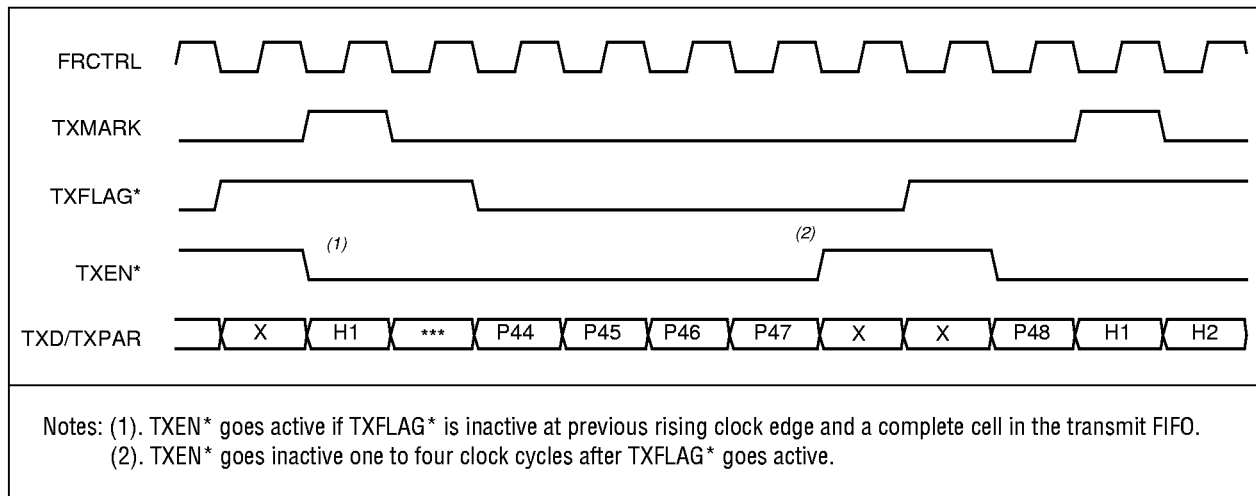 FRCTRL
TXMARK
TXFLAG*
(1) (2)
TXEN*
TXD/TXPAR X H1 *** P44 P45 P46 P47 X X P48 H1 H2
Notes: (1). TXEN* goes active if TXFLAG* is inactive at previous rising clock edge and a complete cell in the transmit FIFO.
(2). TXEN* goes inactive one to four clock cycles after TXFLAG* goes active.